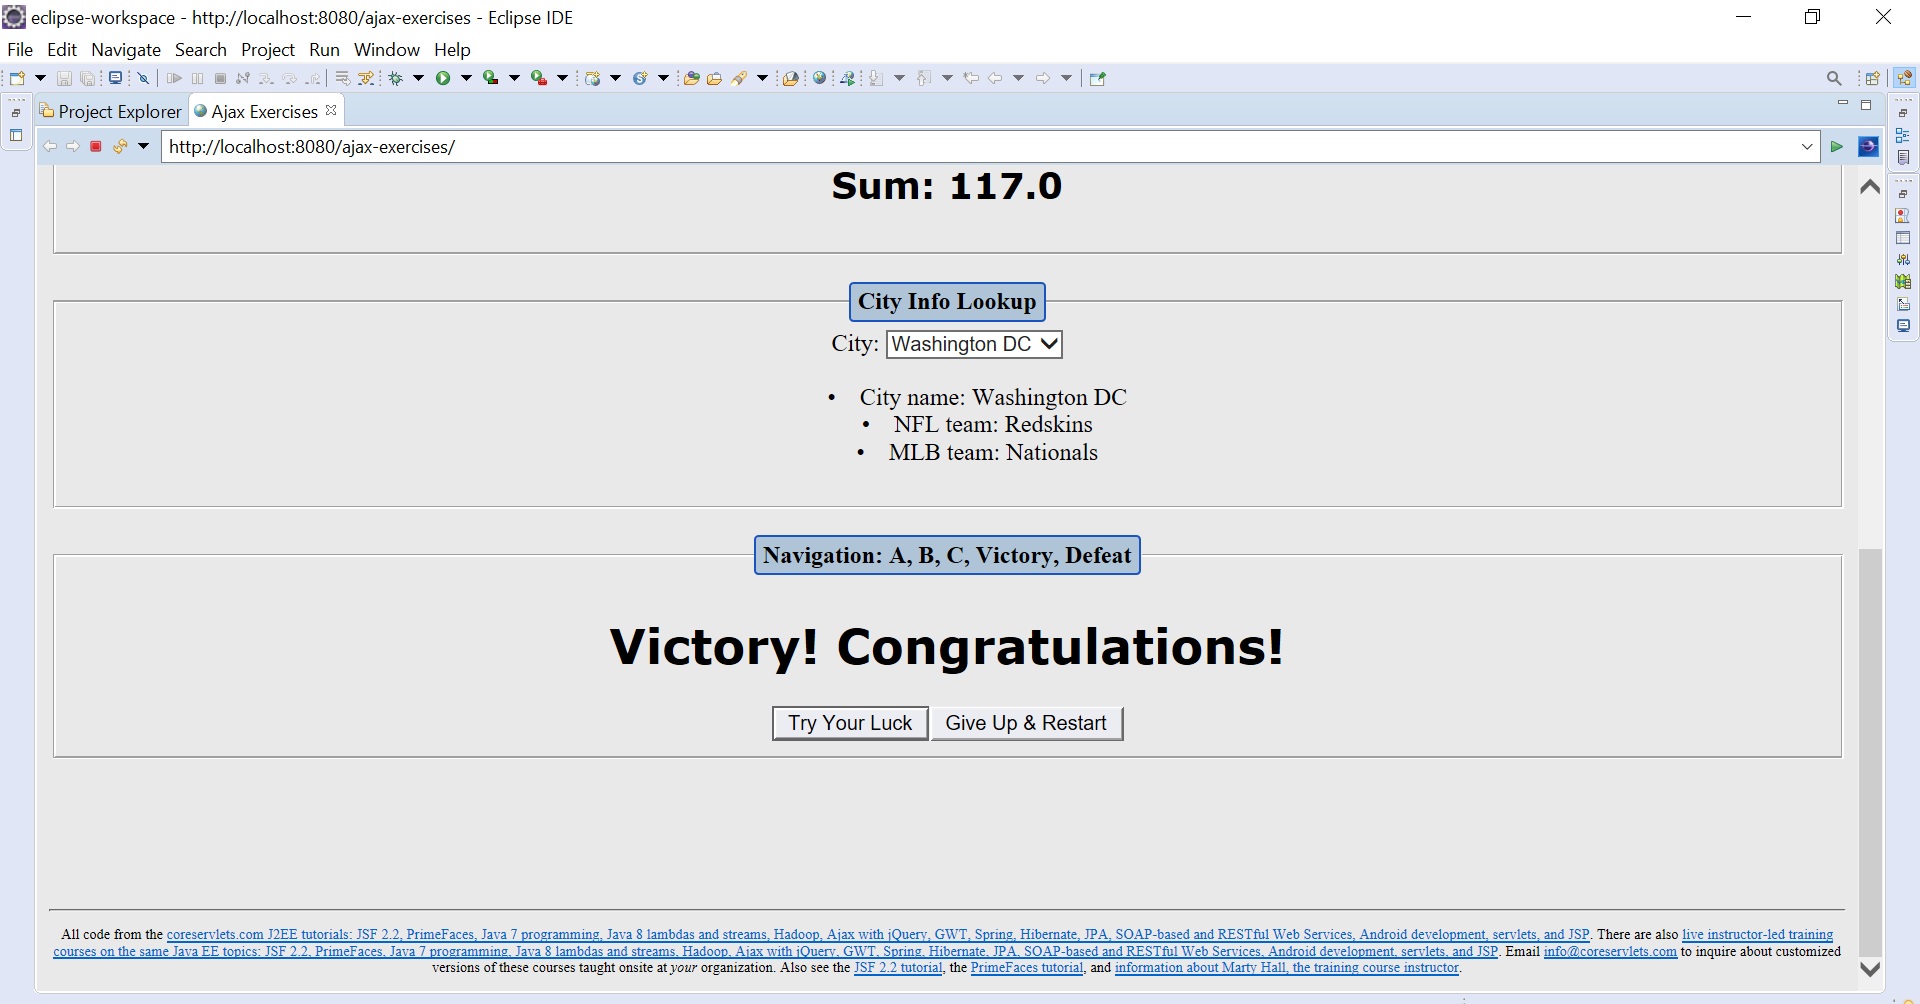 eclipse-workspace - http://localhost:8080/ajax-exercises - Eclipse IDE
File Edit Navigate Search Project Run Window Help
Project Explorer Ajax Exercises
http://localhost:8080/ajax-exercises/
Sum: 117.0
City Info Lookup
City: Washington DC
• City name: Washington DC
• NFL team: Redskins
• MLB team: Nationals
Navigation: A, B, C, Victory, Defeat
Victory! Congratulations!
Try Your Luck Give Up & Restart
All code from the coreservlets.com J2EE tutorials: JSF 2.2, PrimeFaces, Java 7 programming, Java 8 lambdas and streams, Hadoop, Ajax with jQuery, GWT, Spring, Hibernate, JPA, SOAP-based and RESTful Web Services, Android development, servlets, and JSP. There are also live instructor-led training
courses on the same Java EE topics: JSF 2.2, PrimeFaces, Java 7 programming, Java 8 lambdas and streams, Hadoop, Ajax with jQuery, GWT, Spring, Hibernate, JPA, SOAP-based and RESTful Web Services, Android development, servlets, and JSP. Email info@coreservlets.com to inquire about customized
versions of these courses taught onsite at your organization. Also see the JSF 2.2 tutorial, the PrimeFaces tutorial, and information about Marty Hall, the training course instructor.